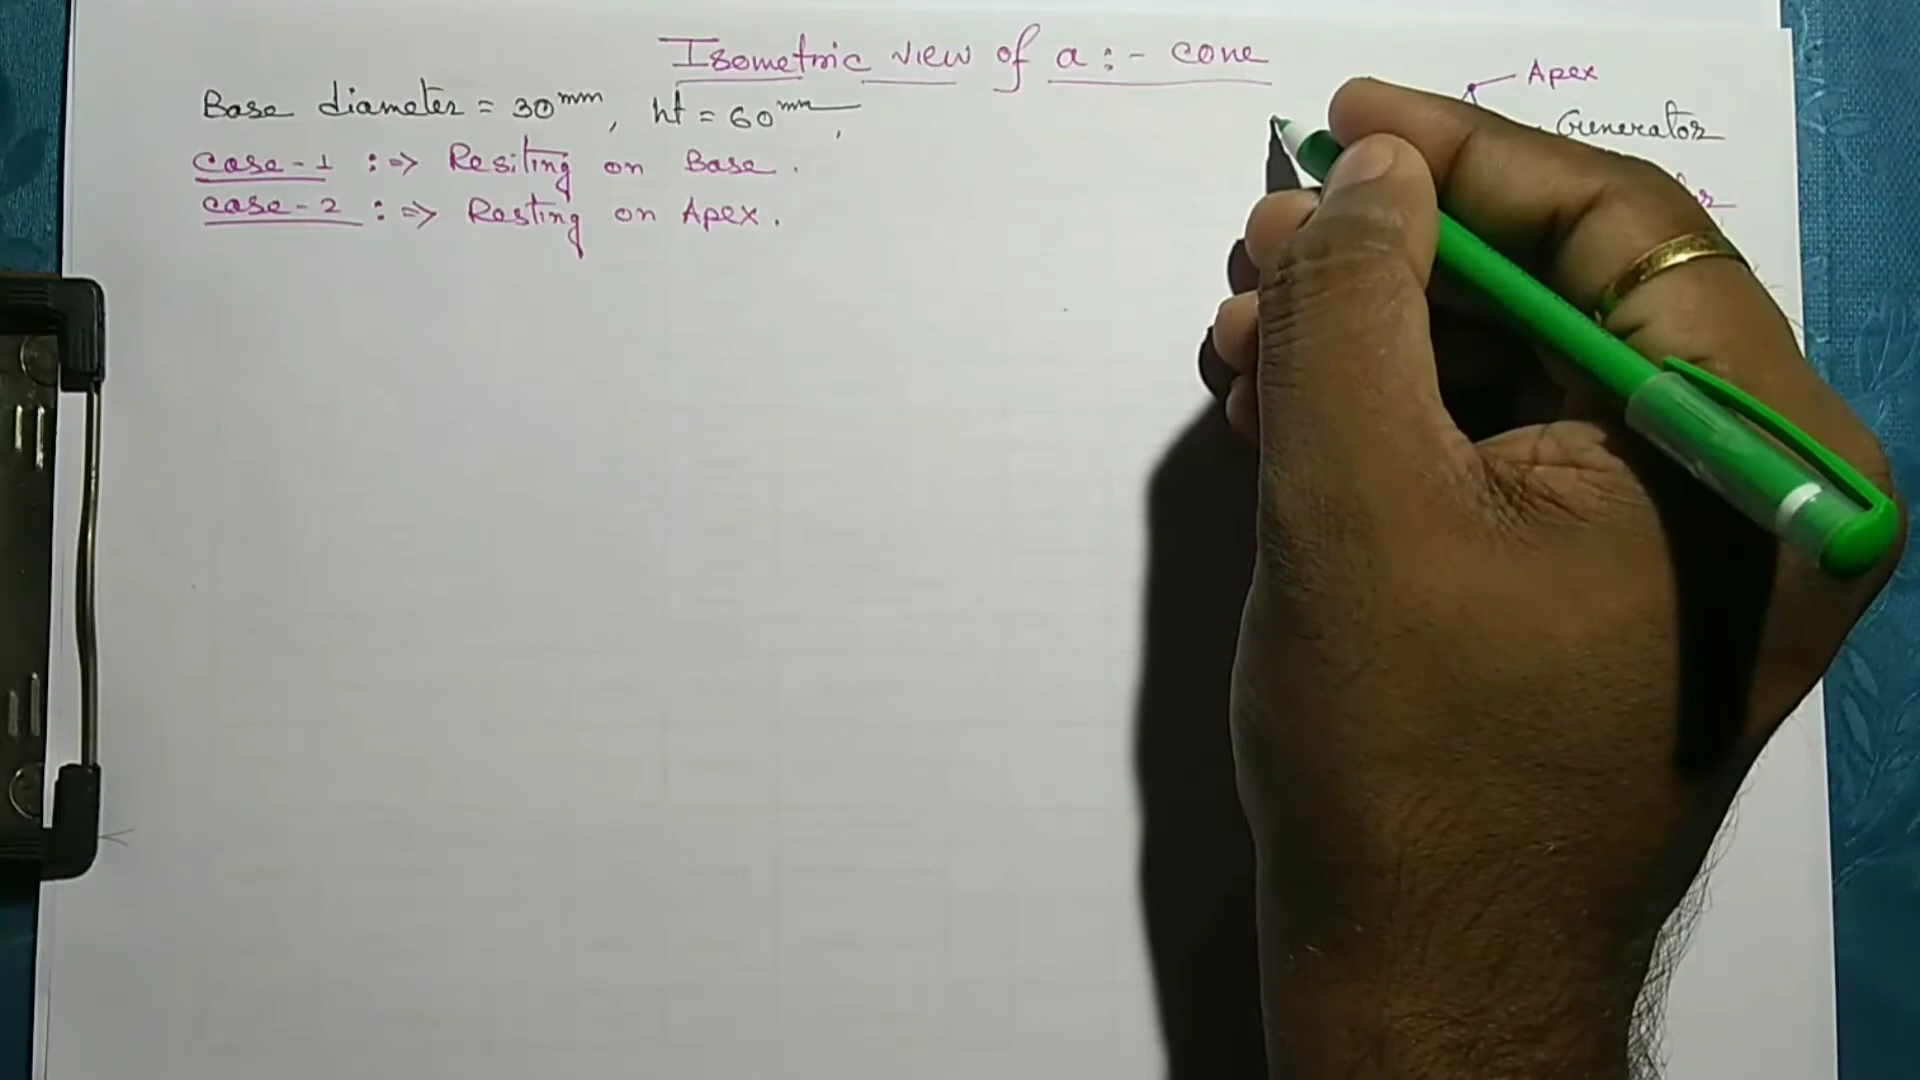 Isometric view of a :- cone
Base diameter = 30mm, ht = 60mm,
case-1 :⇒ Resiting on Base.
case-2 :⇒ Resting on Apex.
Apex
Generator